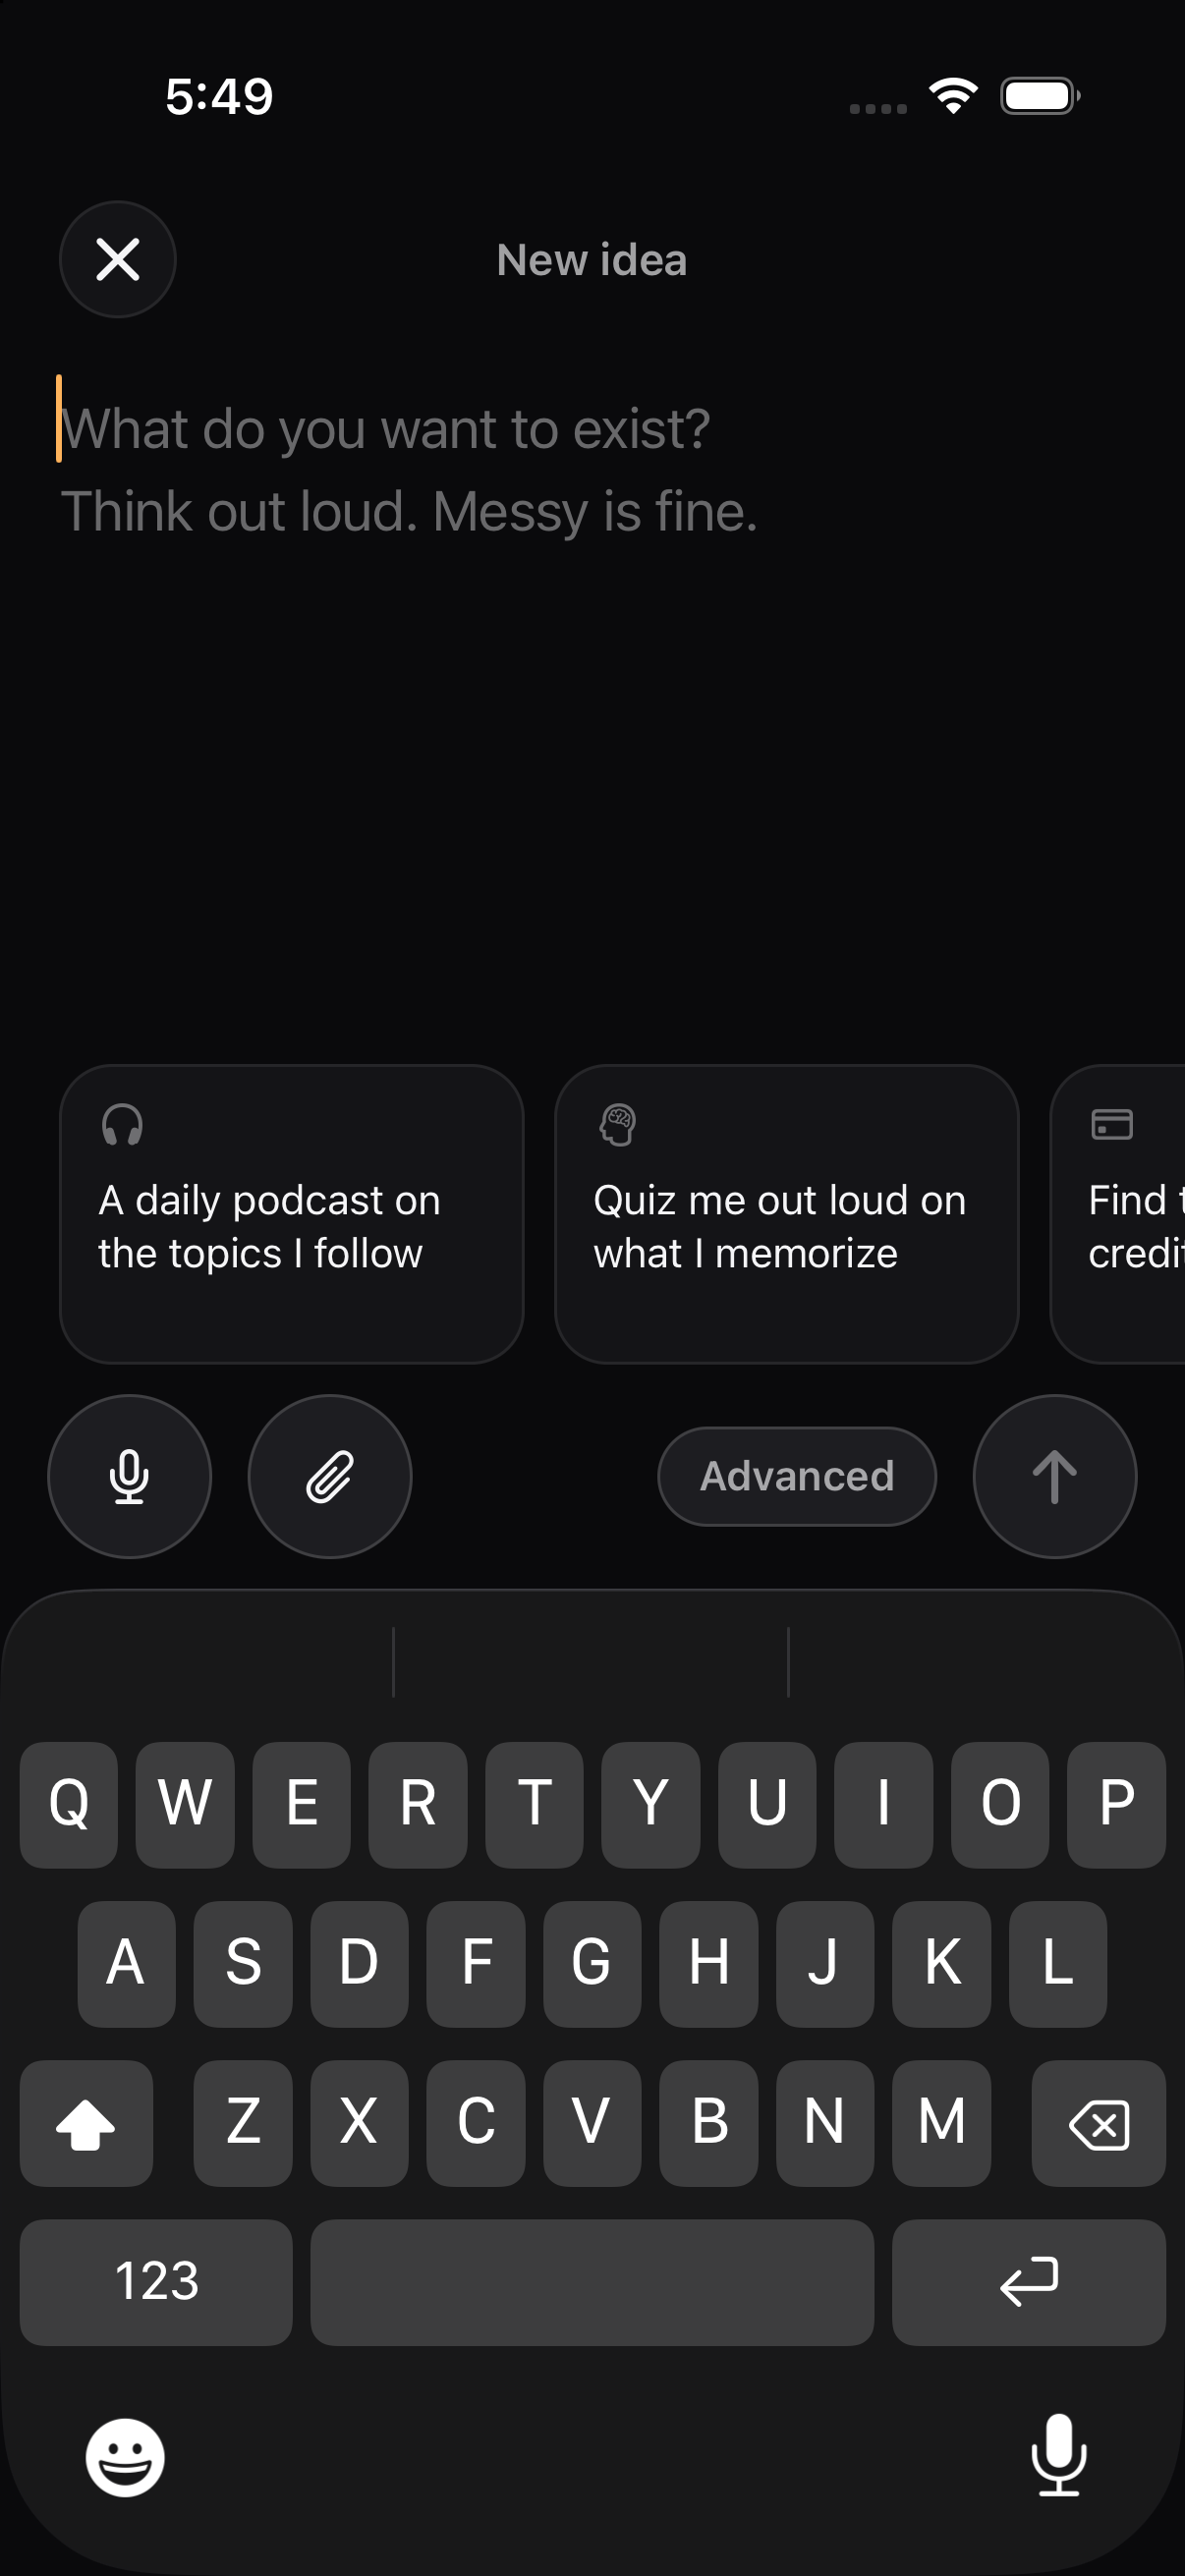 5:49
New idea
What do you want to exist?
Think out loud. Messy is fine.
A daily podcast on
the topics I follow
Quiz me out loud on
what I memorize
Find
Advanced
Q W E R T Y U I O P
A S D F G H J K L
Z X C V B N M
123